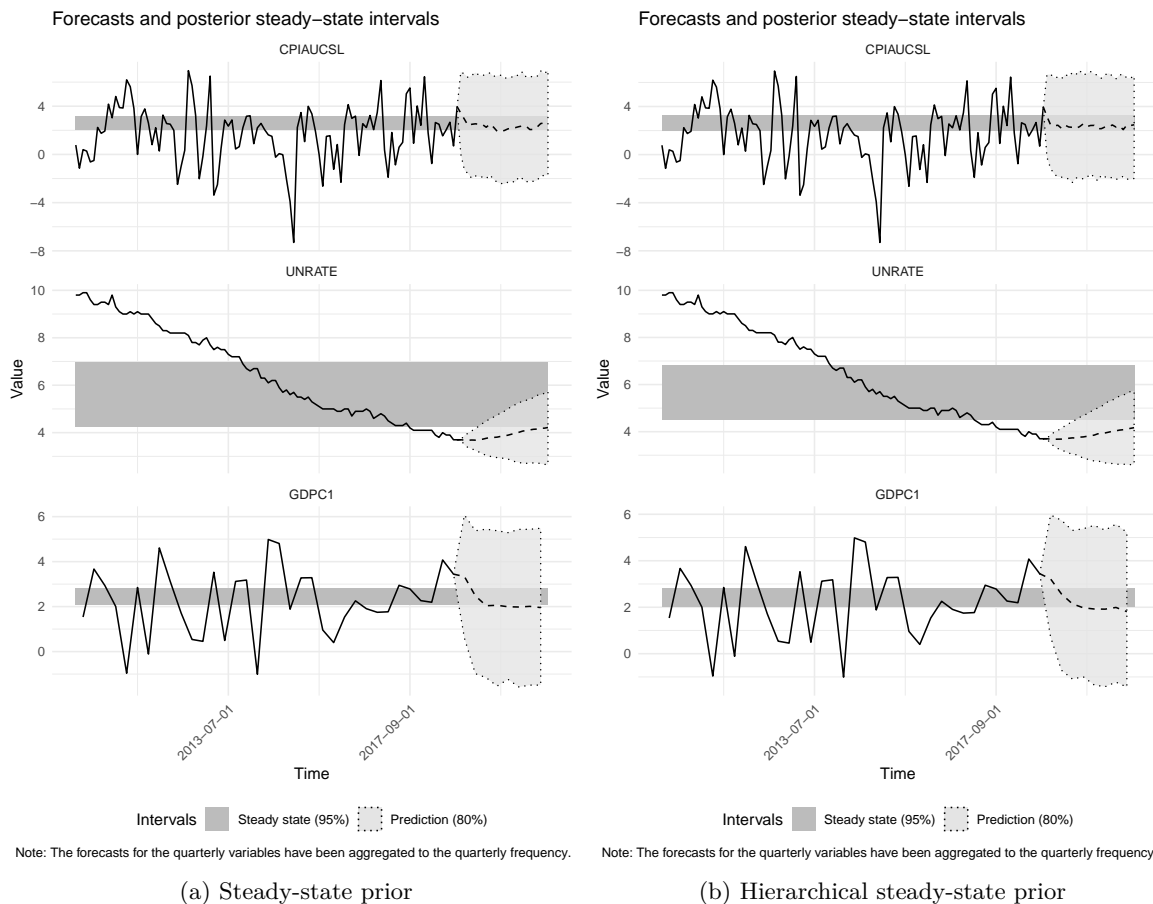 Forecasts and posterior steady−state intervals
CPIAUCSL
4
0
−4
−8
UNRATE
10
8
6
4
Value
GDPC1
6
4
2
0
2013−07−01
2017−09−01
Time
Intervals Steady state (95%) Prediction (80%)
Note: The forecasts for the quarterly variables have been aggregated to the quarterly frequency.
(a) Steady-state prior
Forecasts and posterior steady−state intervals
CPIAUCSL
4
0
−4
−8
UNRATE
10
8
6
4
Value
GDPC1
6
4
2
0
2013−07−01
2017−09−01
Time
Intervals Steady state (95%) Prediction (80%)
Note: The forecasts for the quarterly variables have been aggregated to the quarterly frequency
(b) Hierarchical steady-state prior